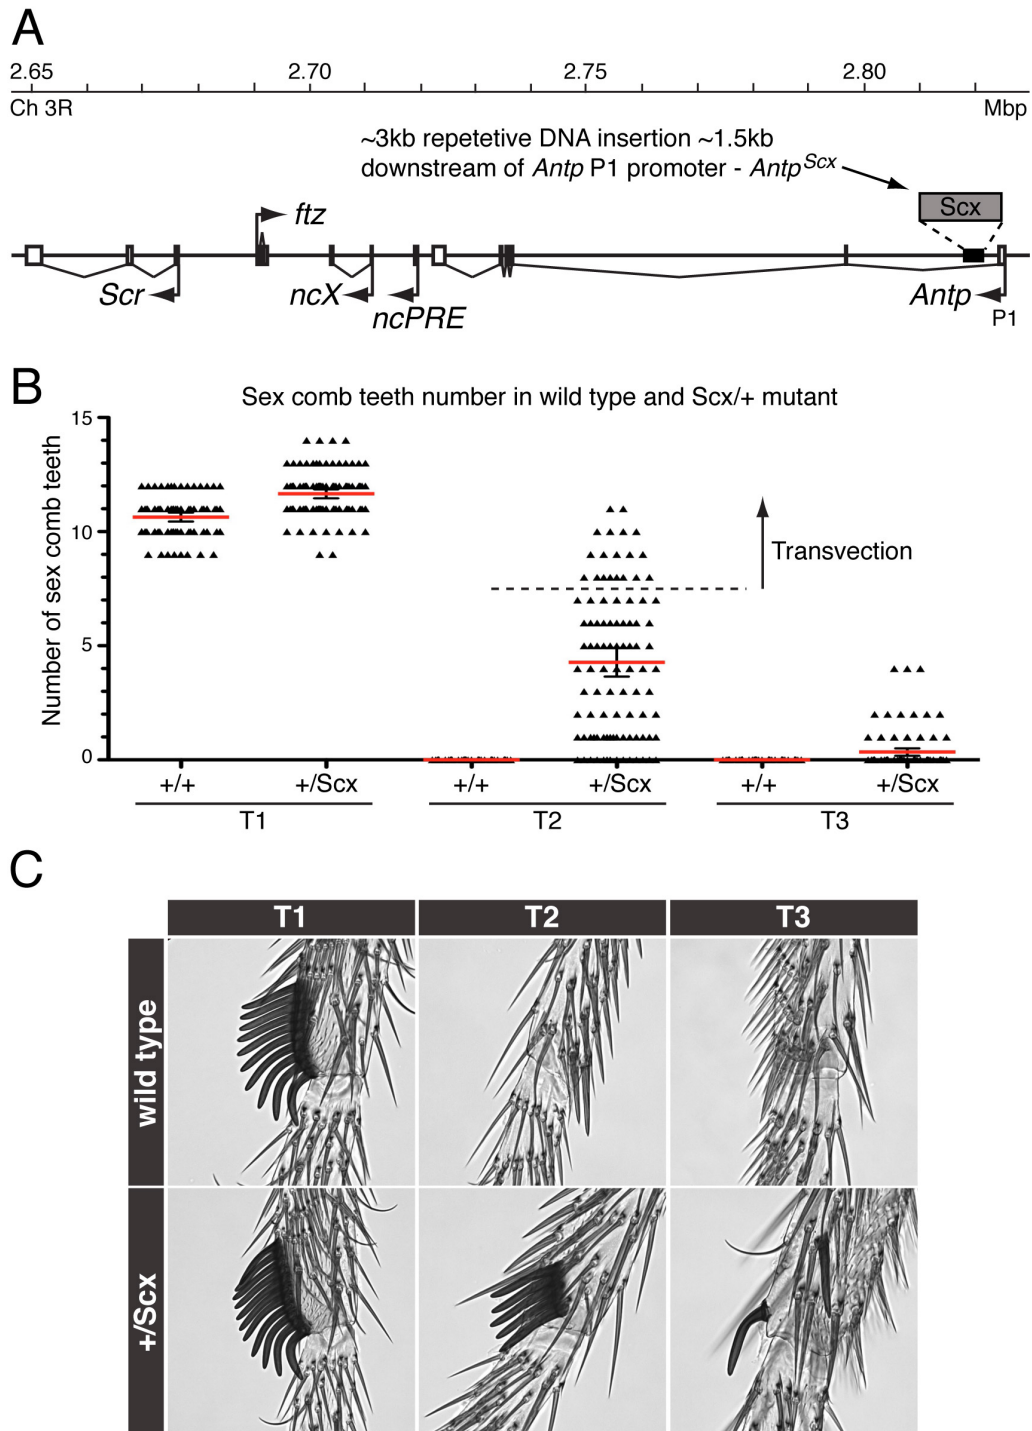 A
2.65 2.70 2.75 2.80
Ch 3R Mbp
~3kb repetetive DNA insertion ~1.5kb
downstream of Antp P1 promoter - AntpScx
Scx
ftz
Scr ncX Antp
ncPRE P1
B
Sex comb teeth number in wild type and Scx/+ mutant
Number of sex comb teeth
15
10
5
0
Transvection
+/+ +/Scx +/+ +/Scx +/+ +/Scx
T1 T2 T3
C
T1 T2 T3
wild type
+/Scx